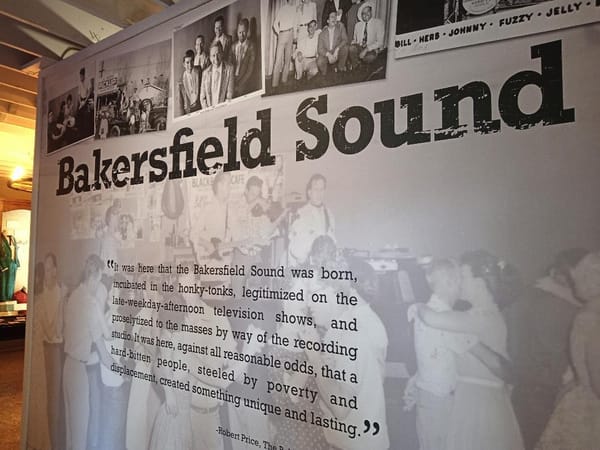 BILL • HERB • JOHNNY • FUZZY • JELLY •
Bakersfield Sound
“It was here that the Bakersfield Sound was born,
incubated in the honky-tonks, legitimized on the
late-weekday-afternoon television shows, and
proselytized to the masses by way of the recording
studio. It was here, against all reasonable odds, that a
hard-bitten people, steeled by poverty and
displacement, created something unique and lasting.”
-Robert Price, The